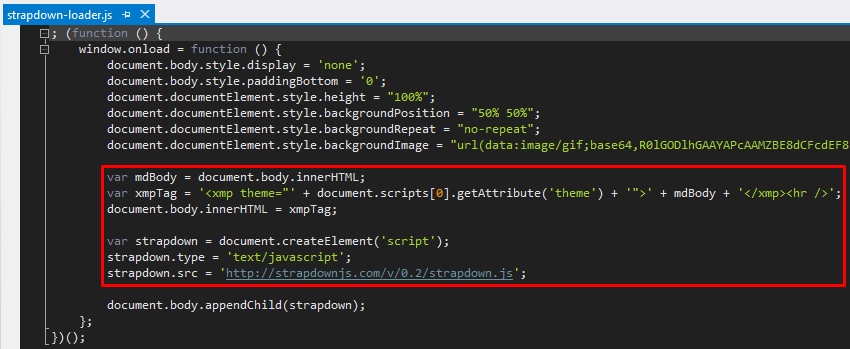 strapdown-loader.js
; (function () {
window.onload = function () {
document.body.style.display = 'none';
document.body.style.paddingBottom = '0';
document.documentElement.style.height = "100%";
document.documentElement.style.backgroundPosition = "50% 50%";
document.documentElement.style.backgroundRepeat = "no-repeat";
document.documentElement.style.backgroundImage = "url(data:image/gif;base64,R0lGODlhGAAYAPcAAMZBE8dCFcdEF8
var mdBody = document.body.innerHTML;
var xmpTag = '<xmp theme="' + document.scripts[0].getAttribute('theme') + '">' + mdBody + '</xmp><hr />';
document.body.innerHTML = xmpTag;
var strapdown = document.createElement('script');
strapdown.type = 'text/javascript';
strapdown.src = 'http://strapdownjs.com/v/0.2/strapdown.js';
document.body.appendChild(strapdown);
};
})();